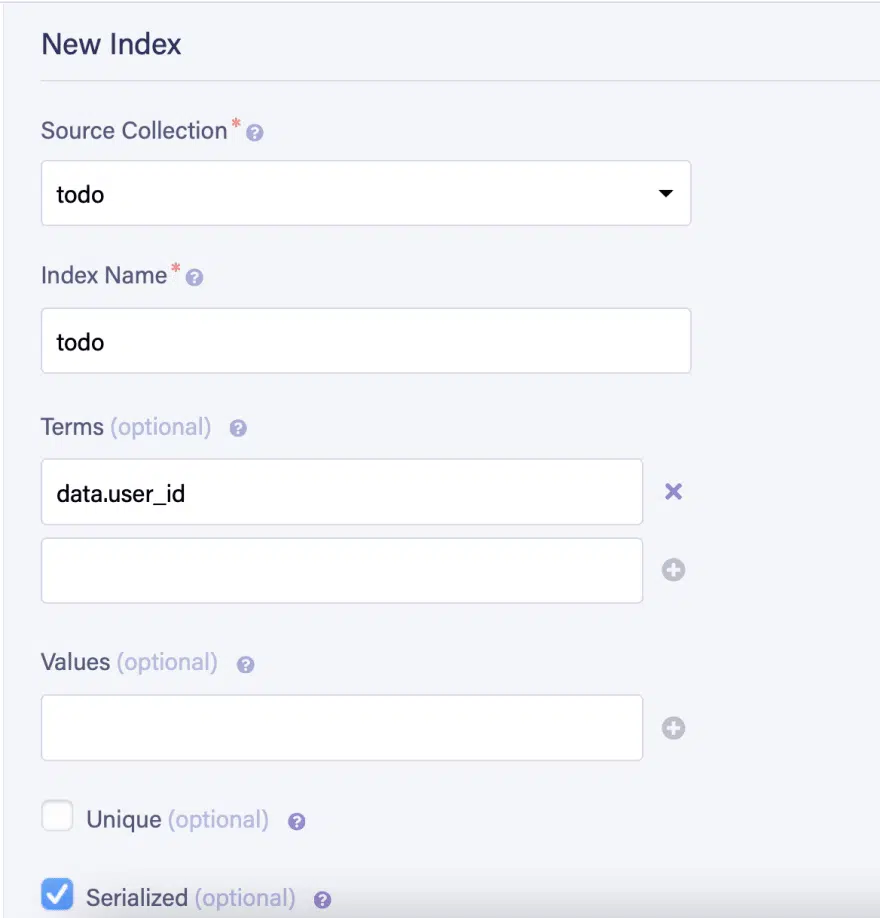 New Index
Source Collection*
todo
Index Name*
todo
Terms (optional)
data.user_id
Values (optional)
Unique (optional)
Serialized (optional)